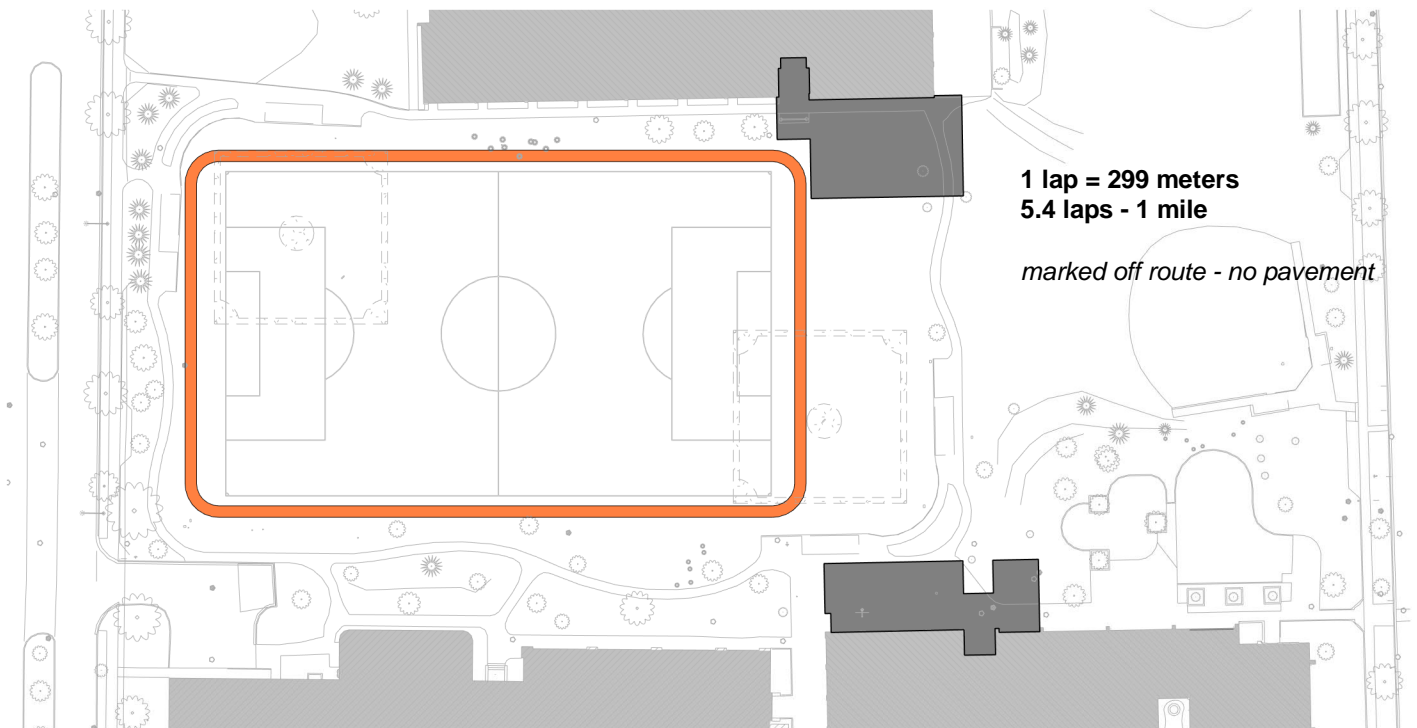 1 lap = 299 meters
5.4 laps - 1 mile
marked off route - no pavement